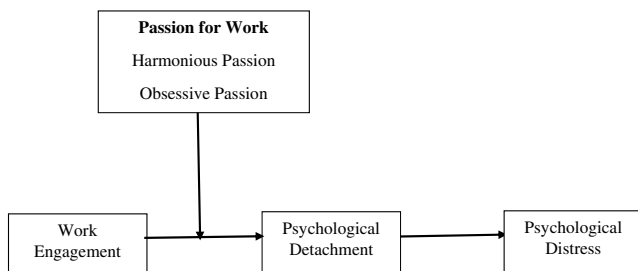 Passion for Work
Harmonious Passion
Obsessive Passion
Work
Engagement
Psychological
Detachment
Psychological
Distress